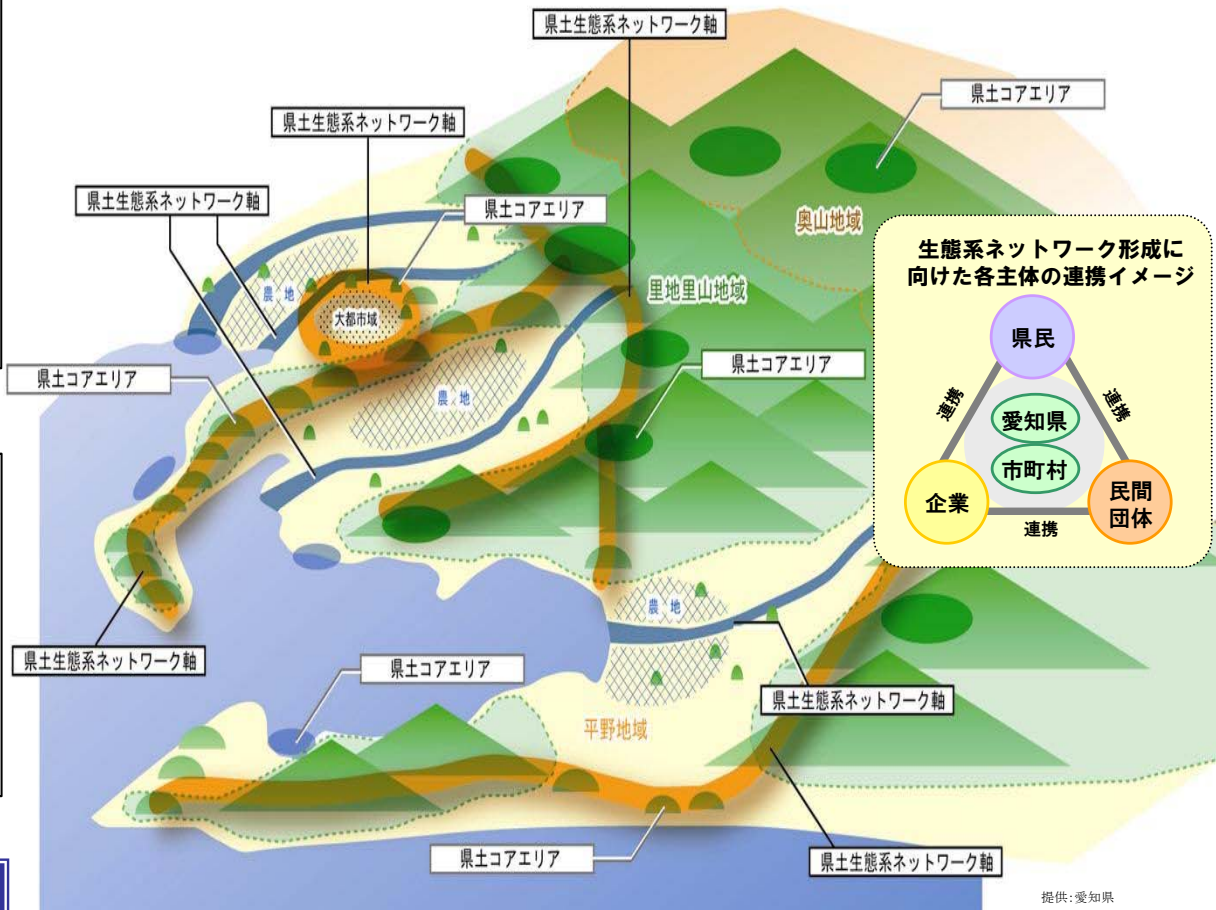 県土生態系ネットワーク軸
県土コアエリア
県土生態系ネットワーク軸
県土生態系ネットワーク軸
県土コアエリア
奥山地域
生態系ネットワーク形成に
向けた各主体の連携イメージ
県民
連携
連携
愛知県
市町村
企業
民間
団体
連携
農地
大都市域
里地里山地域
県土コアエリア
県土コアエリア
農地
農地
県土生態系ネットワーク軸
県土コアエリア
県土生態系ネットワーク軸
平野地域
県土コアエリア
県土生態系ネットワーク軸
提供:愛知県